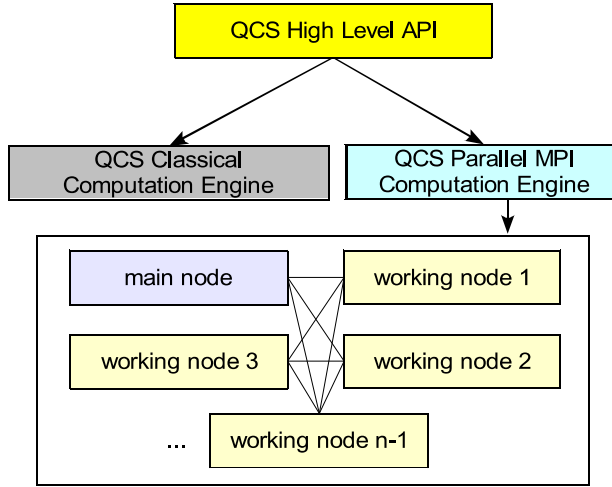 QCS High Level API
QCS Classical
Computation Engine
QCS Parallel MPI
Computation Engine
main node
working node 1
working node 3
working node 2
...
working node n-1